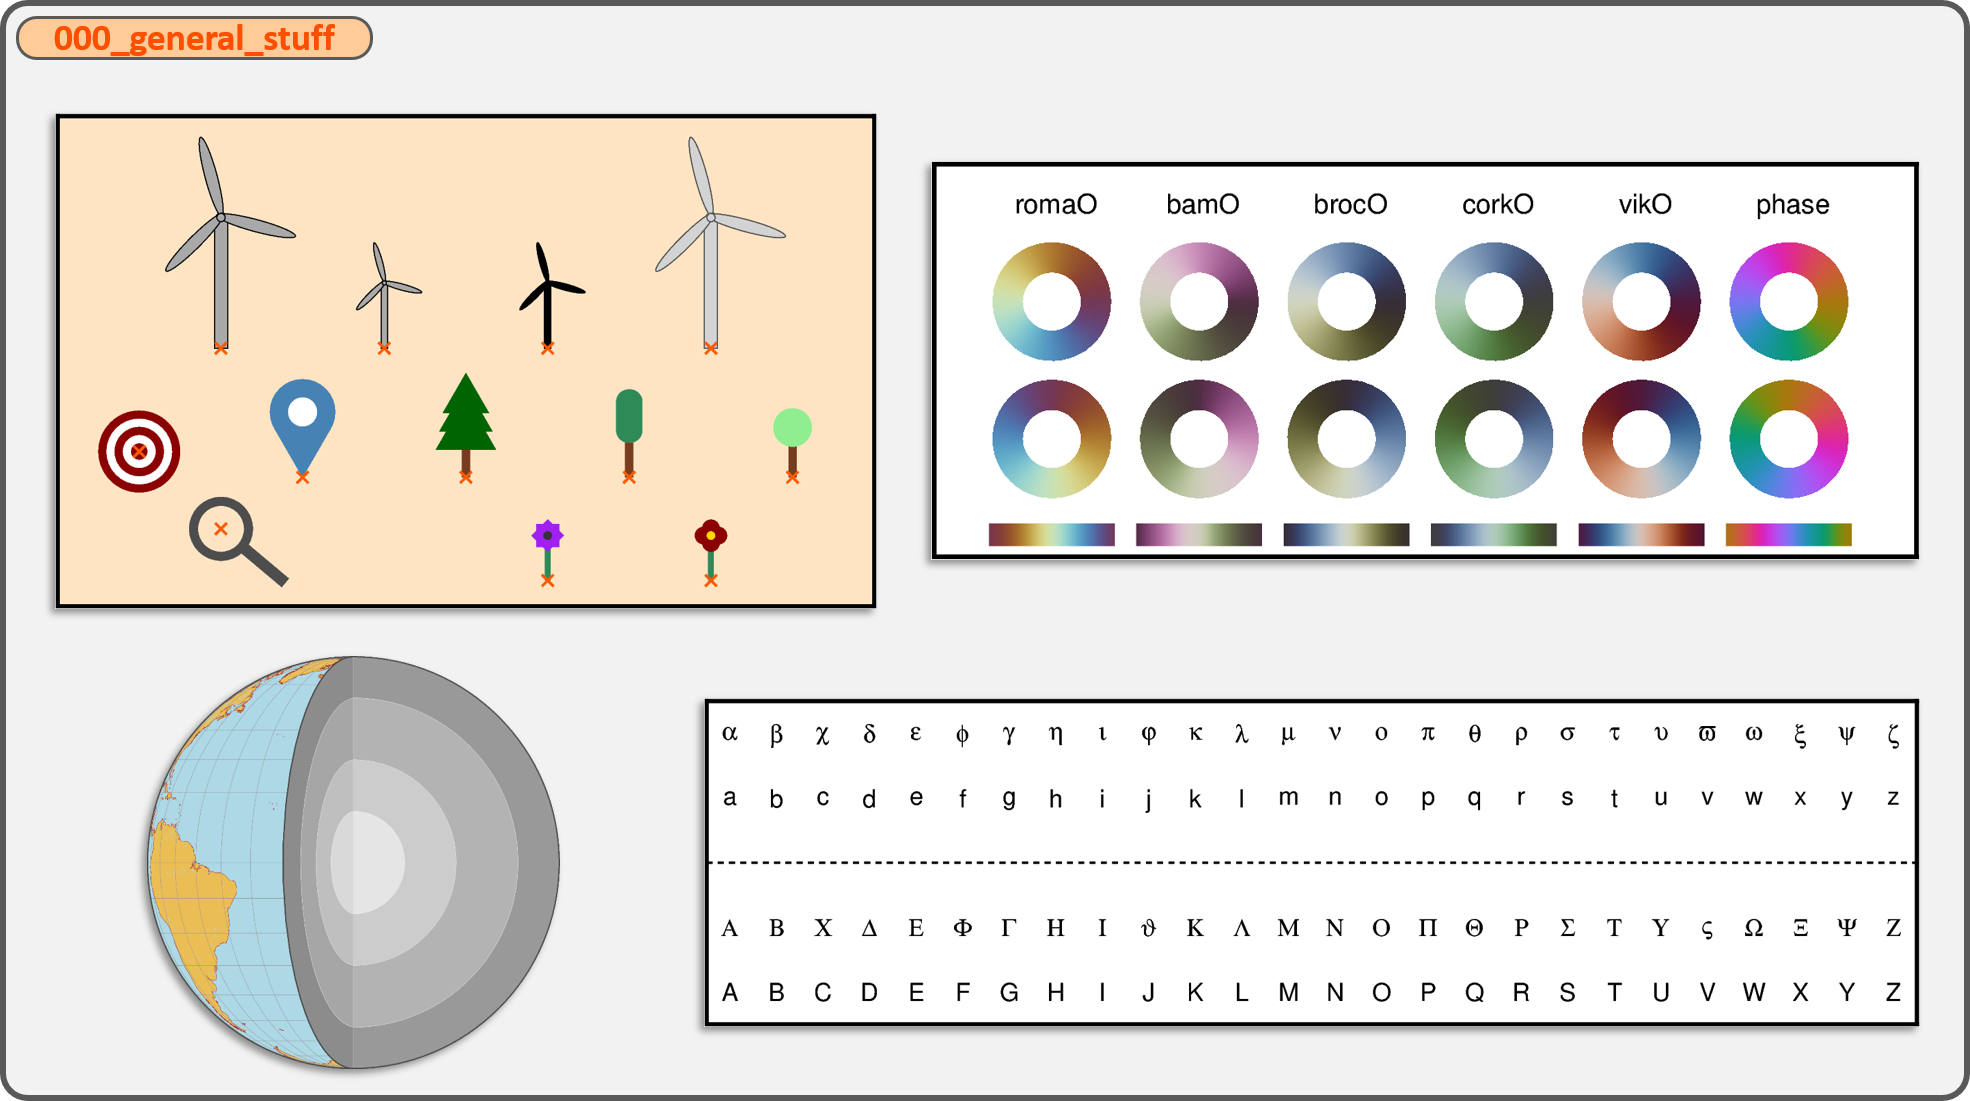 000_general_stuff
romaO bamO brocO corkO vikO phase
α β χ δ ε ϕ γ η ι φ κ λ μ ν ο π θ ρ σ τ υ ϖ ω ξ ψ ζ
a b c d e f g h i j k l m n o p q r s t u v w x y z
Α Β Χ Δ Ε Φ Γ Η Ι ϑ Κ Λ Μ Ν Ο Π Θ Ρ Σ Τ Υ ς Ω Ξ Ψ Ζ
A B C D E F G H I J K L M N O P Q R S T U V W X Y Z